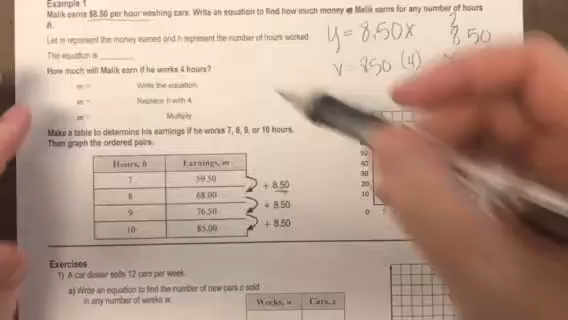 Example 1
Malik earns $8.50 per hour washing cars. Write an equation to find how much money m Malik earns for any number of hours
h.
Let m represent the money earned and h represent the number of hours worked
The equation is
y = 8.50x
8.50
y = 8.50 (4)
How much will Malik earn if he works 4 hours?
m = Write the equation.
m = Replace h with 4.
m = Multiply
Make a table to determine his earnings if he works 7, 8, 9, or 10 hours.
Then graph the ordered pairs.
Hours, h Earnings, m
7 59.50
8 68.00
9 76.50
10 85.00
+ 8.50
+ 8.50
+ 8.50
50
40
30
20
10
0
Exercises
1) A car dealer sells 12 cars per week.
a) Write an equation to find the number of new cars c sold
in any number of weeks w.
Weeks, w Cars, c